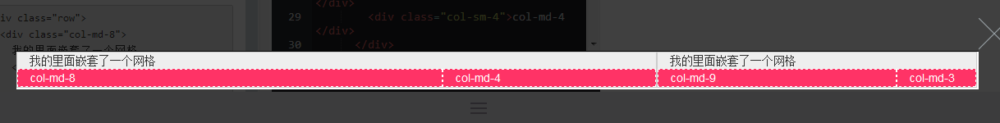 </div>
iv class="row">
29 <div class="col-sm-4">col-md-4
<div class="col-md-8">
</div>
30 </div>
我的里面嵌套了一个网格
我的里面嵌套了一个网格 我的里面嵌套了一个网格
col-md-8 col-md-4 col-md-9 col-md-3